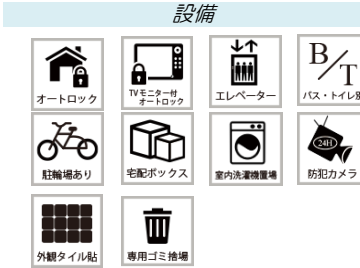 設備
オートロック
TVモニター付
オートロック
エレベーター
B/T
バス・トイレ別
駐輪場あり
宅配ボックス
室内洗濯機置場
24H
防犯カメラ
外観タイル貼
専用ゴミ捨場